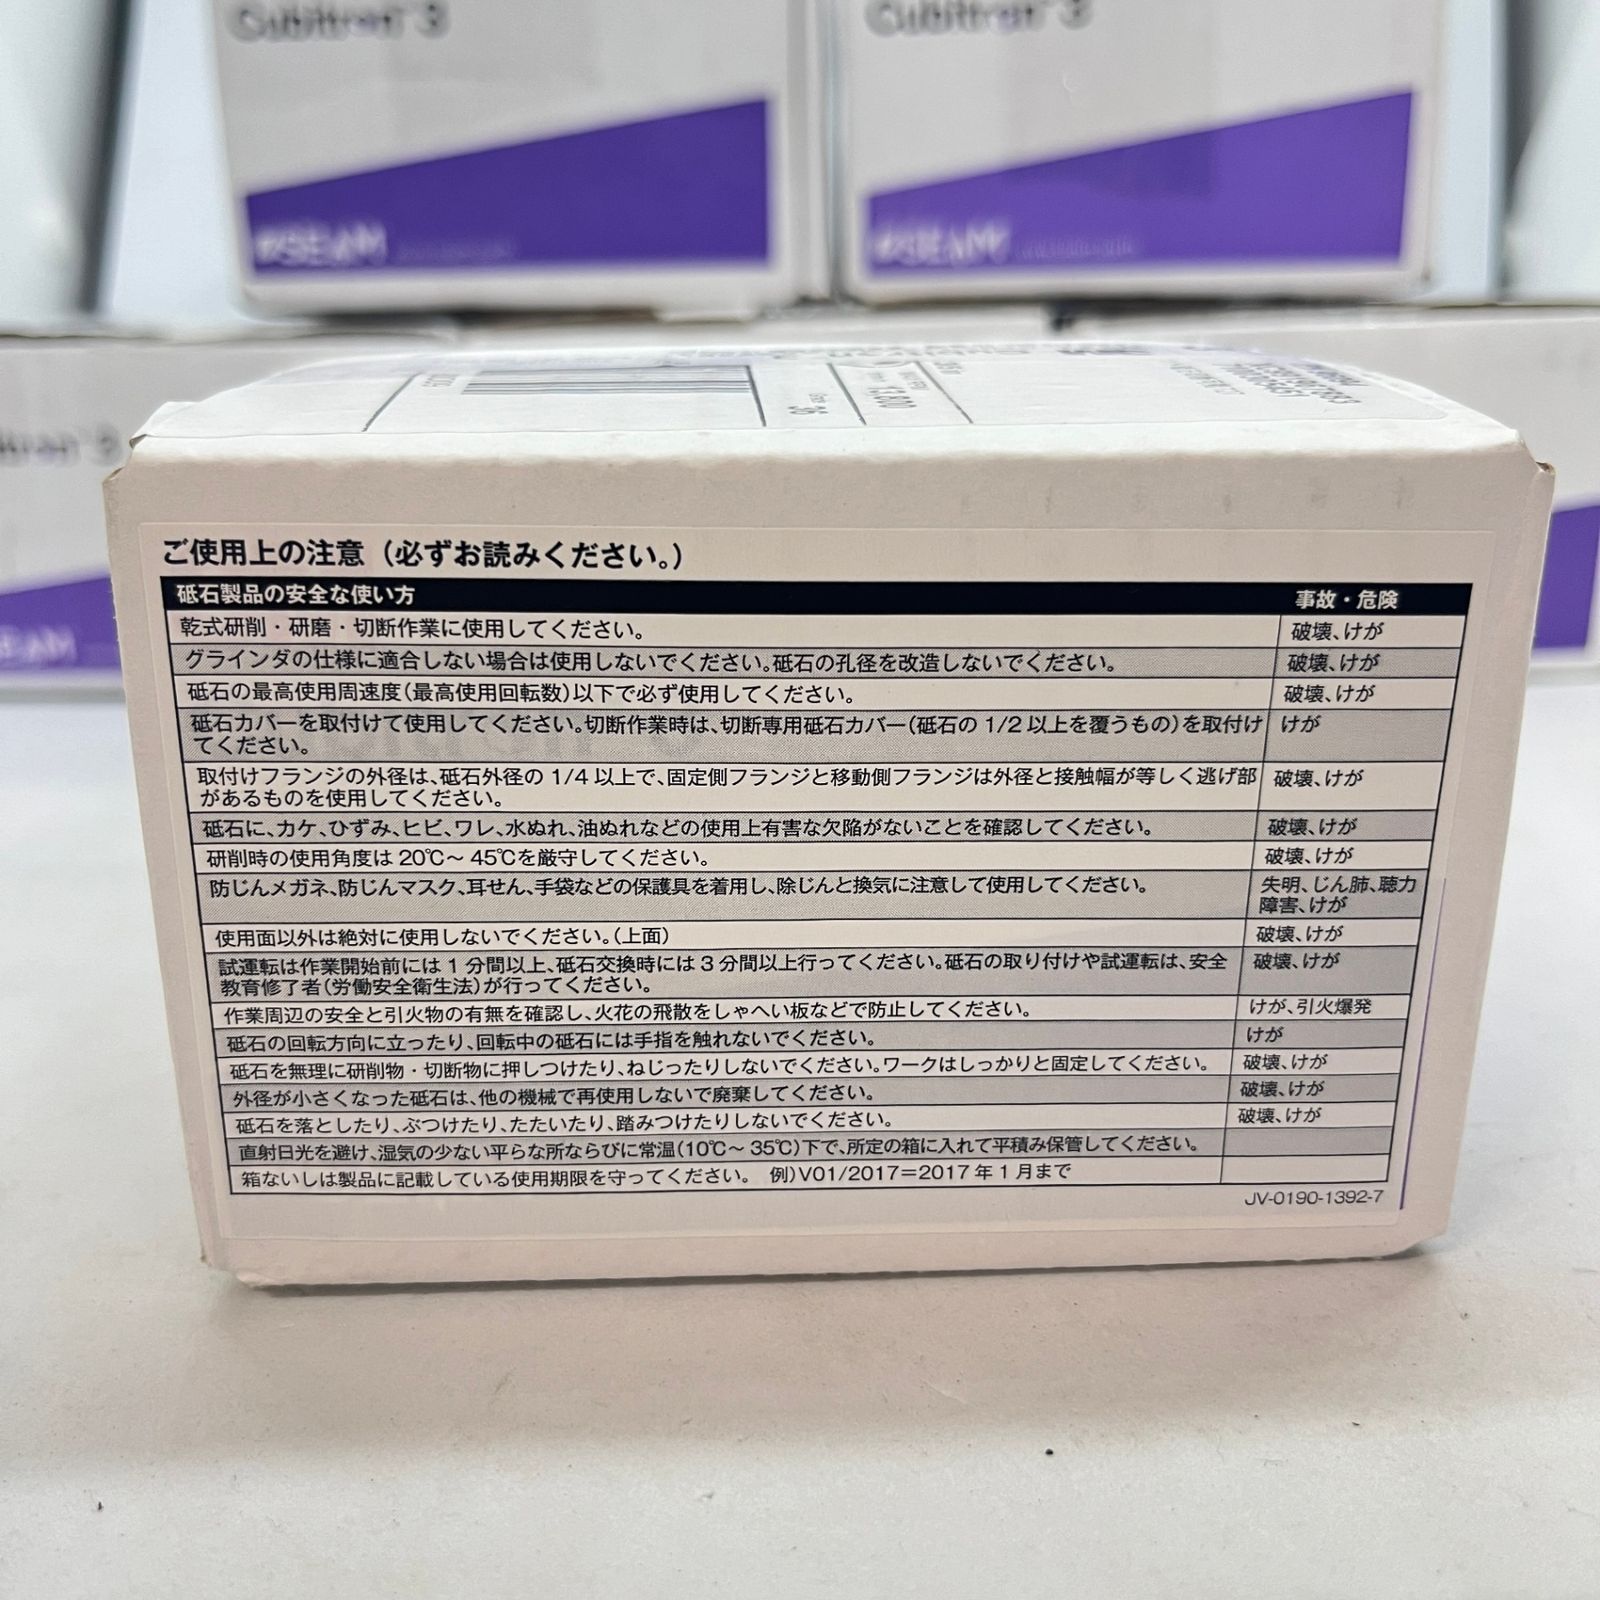 Cubitron 3
Cubitron 3
13,800
36
ご使用上の注意（必ずお読みください。）
砥石製品の安全な使い方 事故・危険
乾式研削・研磨・切断作業に使用してください。 破壊、けが
グラインダの仕様に適合しない場合は使用しないでください。砥石の孔径を改造しないでください。 破壊、けが
砥石の最高使用周速度（最高使用回転数）以下で必ず使用してください。 破壊、けが
砥石カバーを取付けて使用してください。切断作業時は、切断専用砥石カバー（砥石の 1/2 以上を覆うもの）を取付け けが
てください。
取付けフランジの外径は、砥石外径の 1/4 以上で、固定側フランジと移動側フランジは外径と接触幅が等しく逃げ部 破壊、けが
があるものを使用してください。
砥石に、カケ、ひずみ、ヒビ、ワレ、水ぬれ、油ぬれなどの使用上有害な欠陥がないことを確認してください。 破壊、けが
研削時の使用角度は 20℃～ 45℃を厳守してください。 破壊、けが
防じんメガネ、防じんマスク、耳せん、手袋などの保護具を着用し、除じんと換気に注意して使用してください。 失明、じん肺、聴力
障害、けが
使用面以外は絶対に使用しないでください。（上面） 破壊、けが
試運転は作業開始前には 1 分間以上、砥石交換時には 3 分間以上行ってください。砥石の取り付けや試運転は、安全 破壊、けが
教育修了者（労働安全衛生法）が行ってください。
作業周辺の安全と引火物の有無を確認し、火花の飛散をしゃへい板などで防止してください。 けが、引火爆発
砥石の回転方向に立ったり、回転中の砥石には手指を触れないでください。 けが
砥石を無理に研削物・切断物に押しつけたり、ねじったりしないでください。ワークはしっかりと固定してください。 破壊、けが
外径が小さくなった砥石は、他の機械で再使用しないで廃棄してください。 破壊、けが
砥石を落としたり、ぶつけたり、たたいたり、踏みつけたりしないでください。 破壊、けが
直射日光を避け、湿気の少ない平らな所ならびに常温（10℃～ 35℃）下で、所定の箱に入れて平積み保管してください。
箱ないしは製品に記載している使用期限を守ってください。 例）V01/2017＝2017 年 1 月まで
JV-0190-1392-7